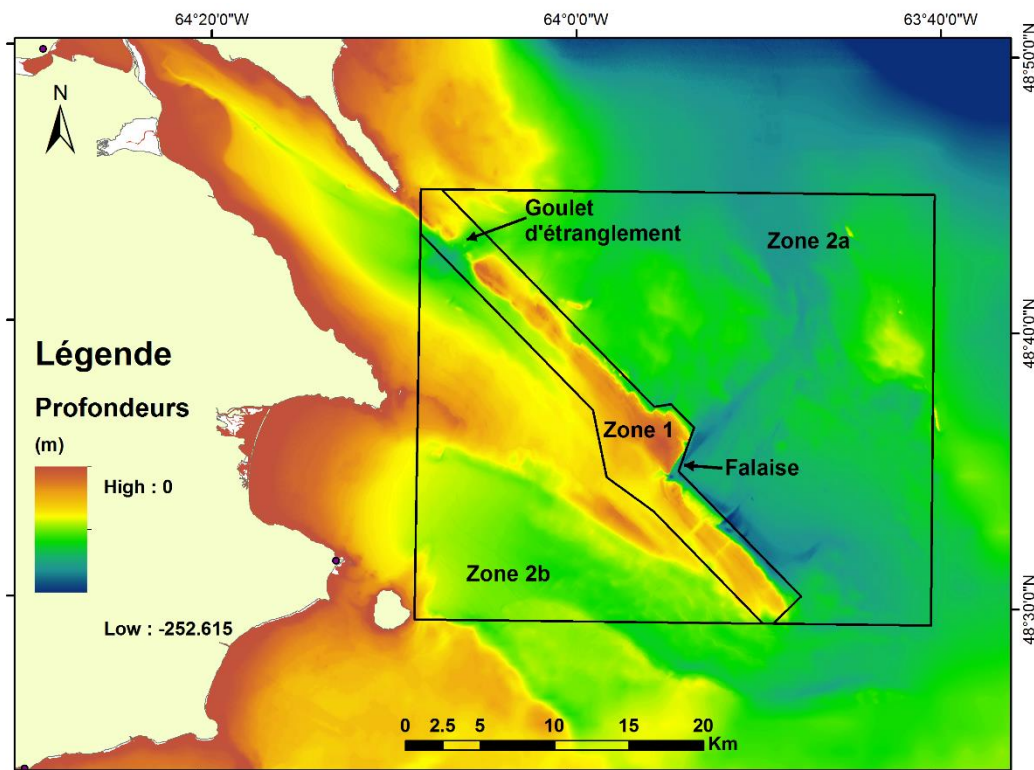 64°20'0"W
64°0'0"W
63°40'0"W
48°50'0"N
N
Goulet
d'étranglement
Zone 2a
48°40'0"N
Légende
Profondeurs
(m)
High : 0
Zone 1
Falaise
Zone 2b
48°30'0"N
Low : -252.615
0 2.5 5 10 15 20
Km